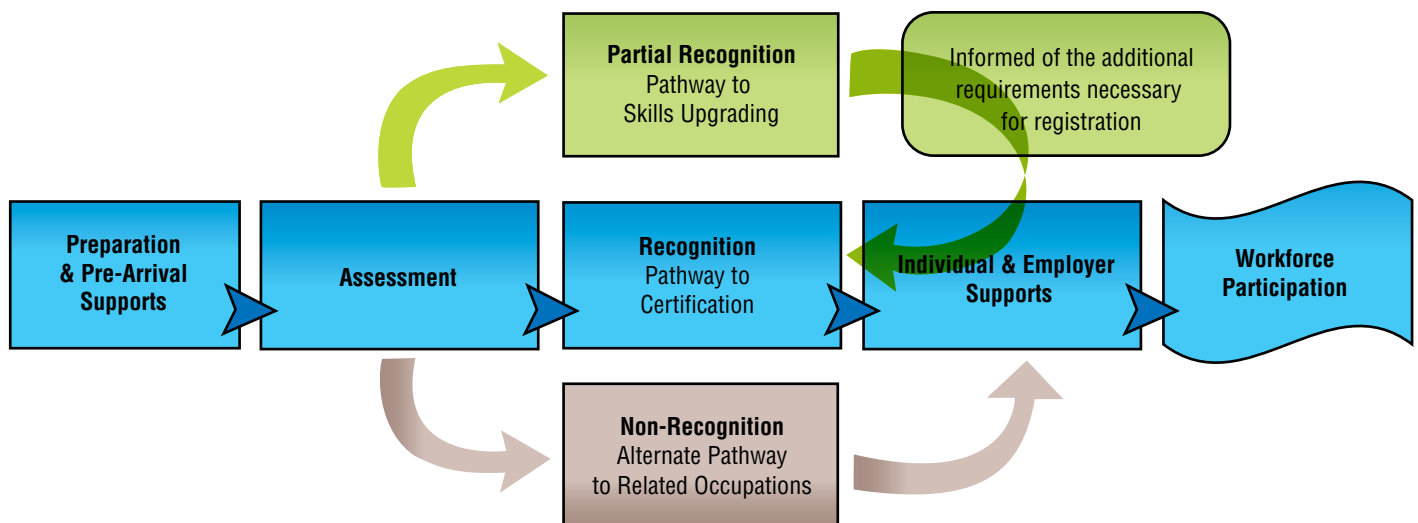 Partial Recognition
Pathway to
Skills Upgrading
Informed of the additional
requirements necessary
for registration
Preparation
& Pre-Arrival
Supports
Assessment
Recognition
Pathway to
Certification
Individual & Employer
Supports
Workforce
Participation
Non-Recognition
Alternate Pathway
to Related Occupations